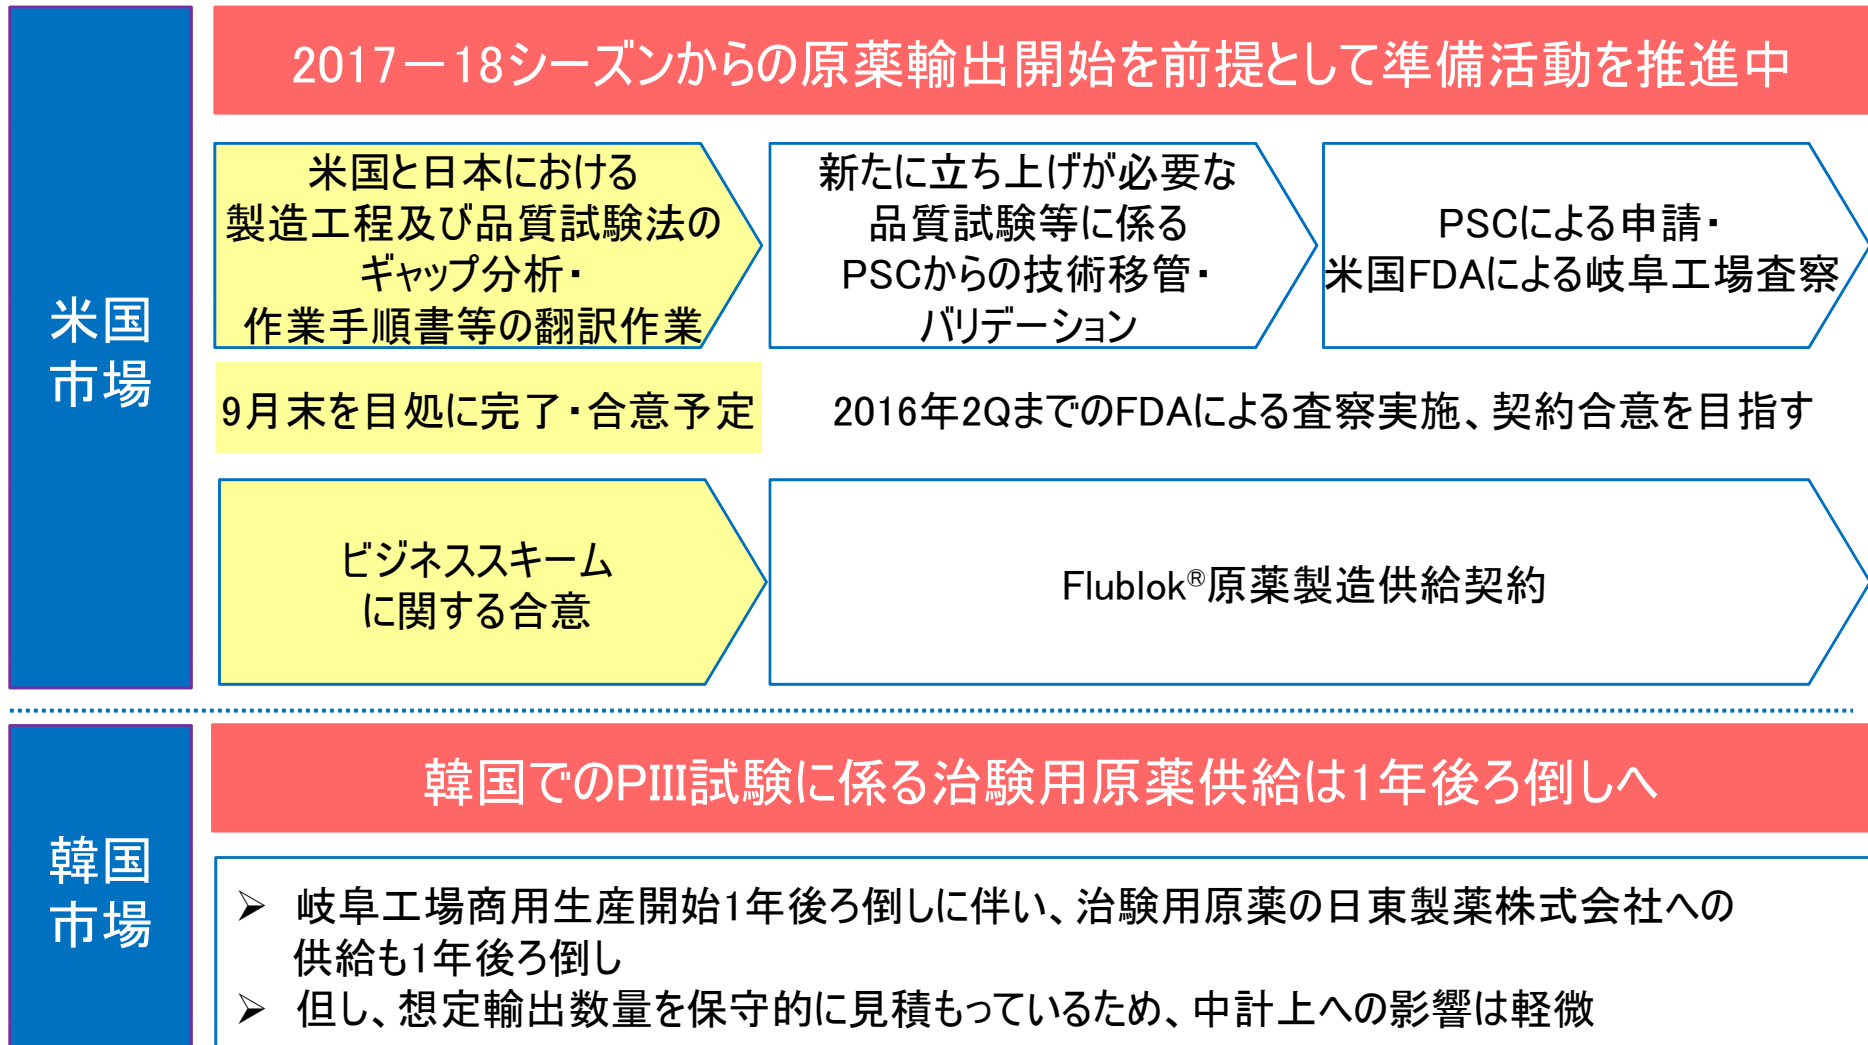 米国
市場
2017－18シーズンからの原薬輸出開始を前提として準備活動を推進中
米国と日本における
製造工程及び品質試験法の
ギャップ分析・
作業手順書等の翻訳作業
新たに立ち上げが必要な
品質試験等に係る
PSCからの技術移管・
バリデーション
PSCによる申請・
米国FDAによる岐阜工場査察
9月末を目処に完了・合意予定
2016年2QまでのFDAによる査察実施、契約合意を目指す
ビジネススキーム
に関する合意
Flublok®原薬製造供給契約
韓国
市場
韓国でのPIII試験に係る治験用原薬供給は1年後ろ倒しへ
➢ 岐阜工場商用生産開始1年後ろ倒しに伴い、治験用原薬の日東製薬株式会社への
供給も1年後ろ倒し
➢ 但し、想定輸出数量を保守的に見積もっているため、中計上への影響は軽微